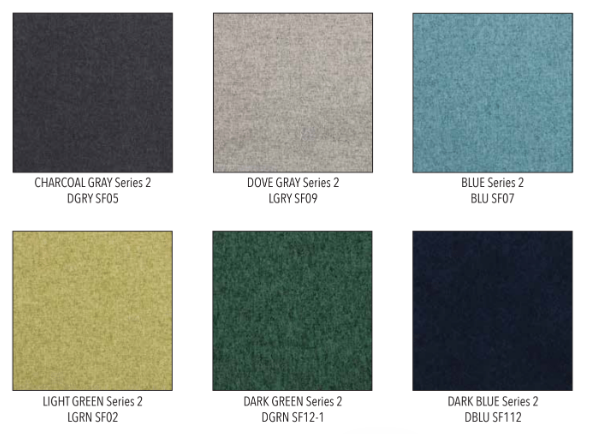 CHARCOAL GRAY Series 2
DGRY SF05
DOVE GRAY Series 2
LGRY SF09
BLUE Series 2
BLU SF07
LIGHT GREEN Series 2
LGRN SF02
DARK GREEN Series 2
DGRN SF12-1
DARK BLUE Series 2
DBLU SF112